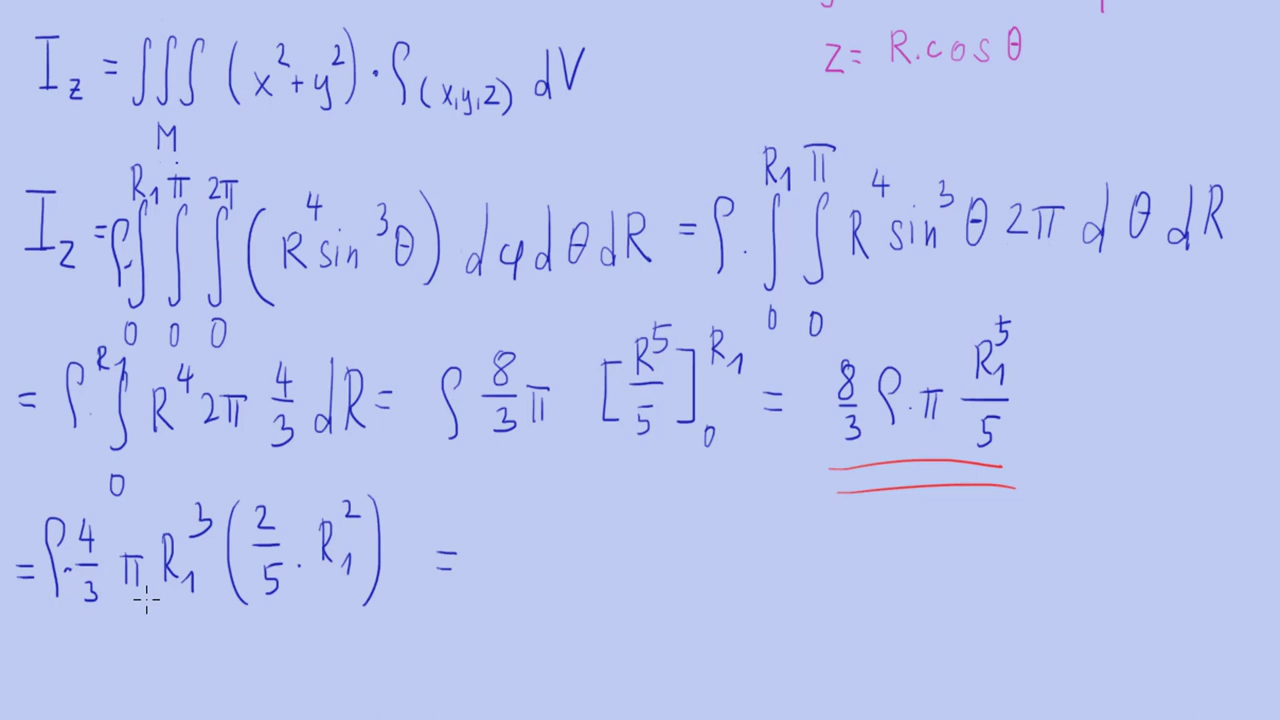 z = R.cos θ
I_z = ∫∫∫_M (x² + y²) · ρ_(x,y,z) dV
I_z = ρ·∫_0^{R₁} ∫_0^π ∫_0^{2π} (R⁴ sin³θ) dφ dθ dR = ρ · ∫_0^{R₁} ∫_0^π R⁴ sin³θ 2π dθ dR
= ρ · ∫_0^{R₁} R⁴ 2π 4/3 dR = ρ 8/3 π [R⁵/5]_0^{R₁} = 8/3 ρ · π R₁⁵/5
= ρ · 4/3 π R₁³ (2/5 · R₁²) =